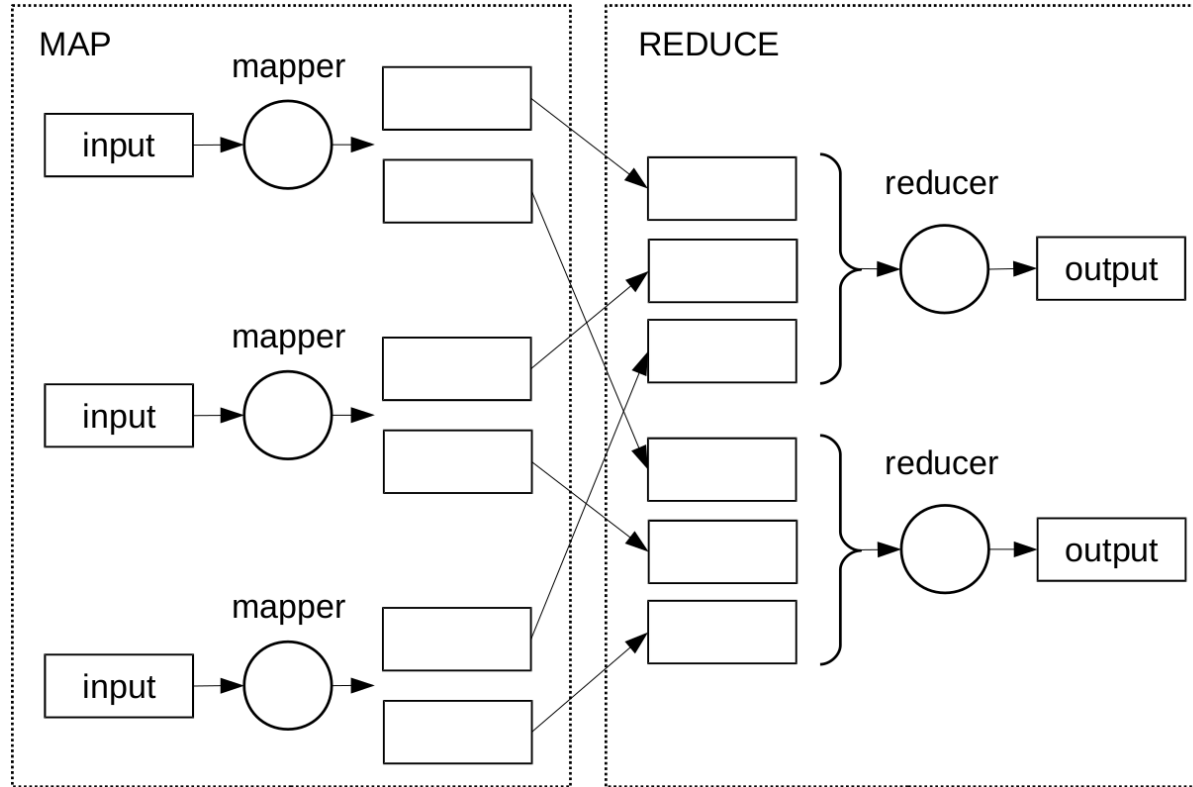 MAP
mapper
input
mapper
input
mapper
input
REDUCE
reducer
output
reducer
output